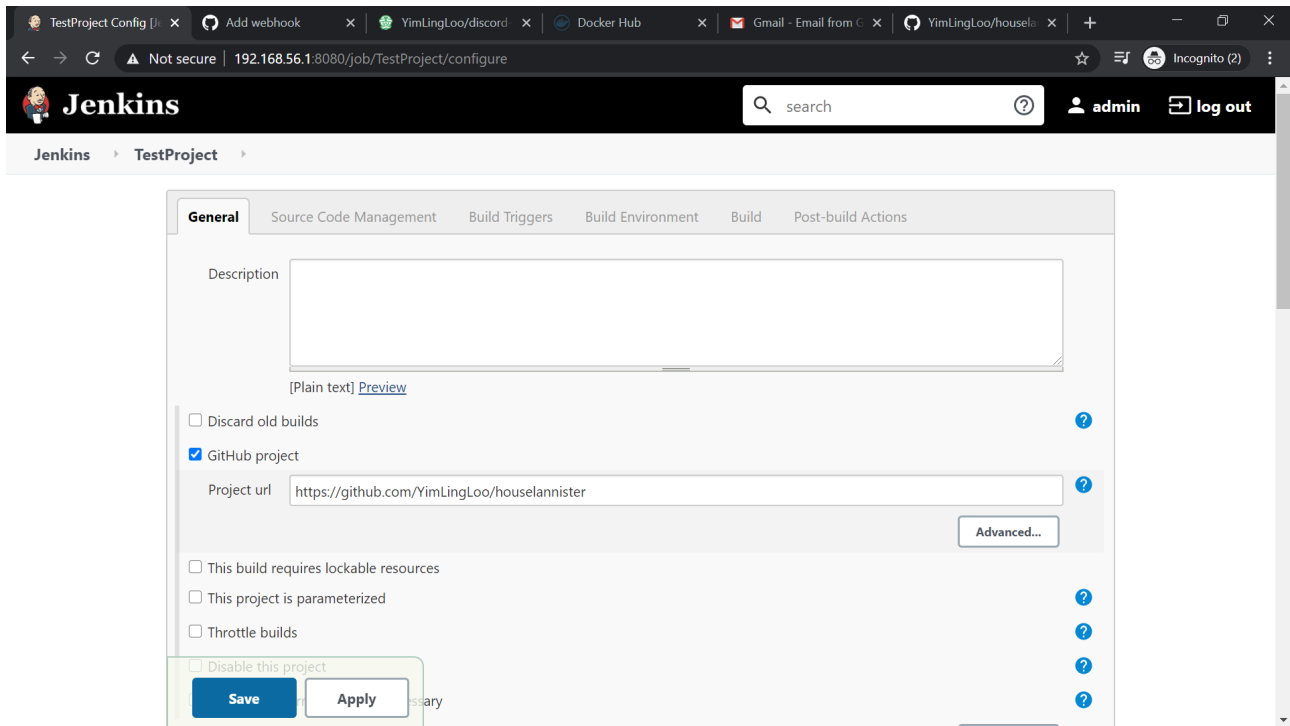 TestProject Config [Je
Add webhook
YimLingLoo/discord-
Docker Hub
Gmail - Email from G
YimLingLoo/housela
Not secure | 192.168.56.1:8080/job/TestProject/configure
Incognito (2)
Jenkins
search
admin
log out
Jenkins
TestProject
General
Source Code Management
Build Triggers
Build Environment
Build
Post-build Actions
Description
[Plain text] Preview
Discard old builds
GitHub project
Project url
https://github.com/YimLingLoo/houselannister
Advanced...
This build requires lockable resources
This project is parameterized
Throttle builds
Disable this project
Save
Apply